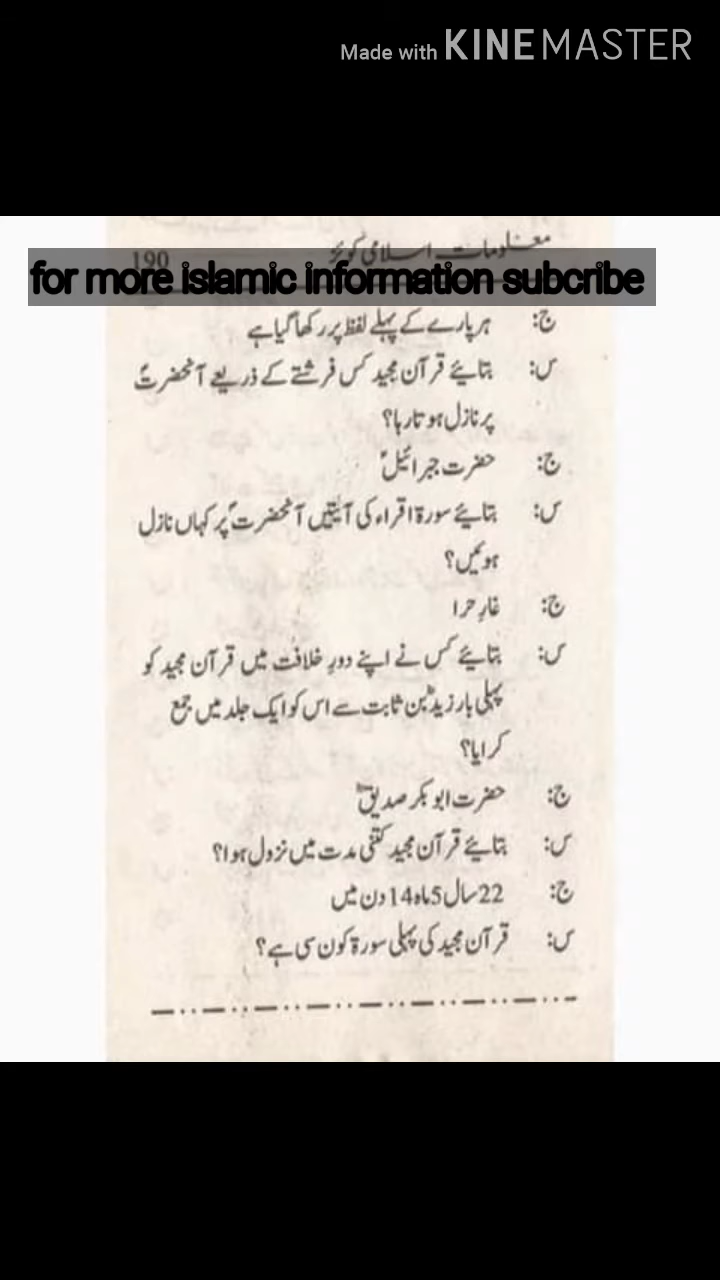 Made with KINEMASTER
معلومات اسلامی کوئز 190
for more islamic information subcribe
ج: ہر پارے کے پہلے لفظ پر رکھا گیا ہے
س: بتایئے قرآن مجید کس فرشتے کے ذریعے آنحضرتؐ
پر نازل ہوتا رہا؟
ج: حضرت جبرائیلؑ
س: بتایئے سورۃ اقراء کی آیتیں آنحضرتؐ پر کہاں نازل
ہوئیں؟
ج: غارِ حرا
س: بتایئے کس نے اپنے دورِ خلافت میں قرآن مجید کو
پہلی بار زیدؓ بن ثابت سے اس کو ایک جلد میں جمع
کرایا؟
ج: حضرت ابوبکر صدیقؓ
س: بتایئے قرآن مجید کتنی مدت میں نزول ہوا؟
ج: 22 سال 5 ماہ 14 دن میں
س: قرآن مجید کی پہلی سورۃ کون سی ہے؟